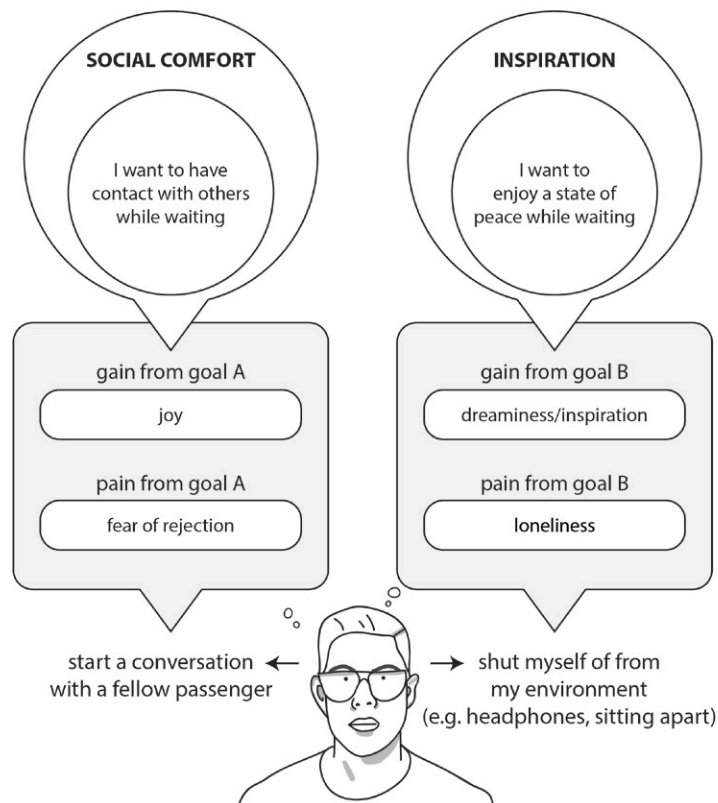 SOCIAL COMFORT
I want to have
contact with others
while waiting
gain from goal A
joy
pain from goal A
fear of rejection
start a conversation
with a fellow passenger
INSPIRATION
I want to
enjoy a state of
peace while waiting
gain from goal B
dreaminess/inspiration
pain from goal B
loneliness
shut myself of from
my environment
(e.g. headphones, sitting apart)